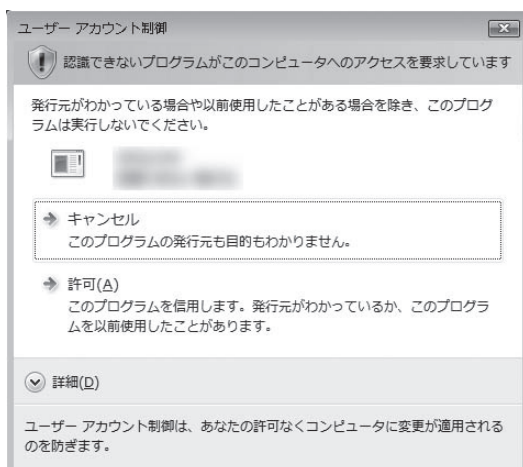 ユーザー アカウント制御
認識できないプログラムがこのコンピュータへのアクセスを要求しています
発行元がわかっている場合や以前使用したことがある場合を除き、このプログ
ラムは実行しないでください。
キャンセル
このプログラムの発行元も目的もわかりません。
許可(A)
このプログラムを信用します。発行元がわかっているか、このプログラ
ムを以前使用したことがあります。
詳細(D)
ユーザー アカウント制御は、あなたの許可なくコンピュータに変更が適用される
のを防ぎます。